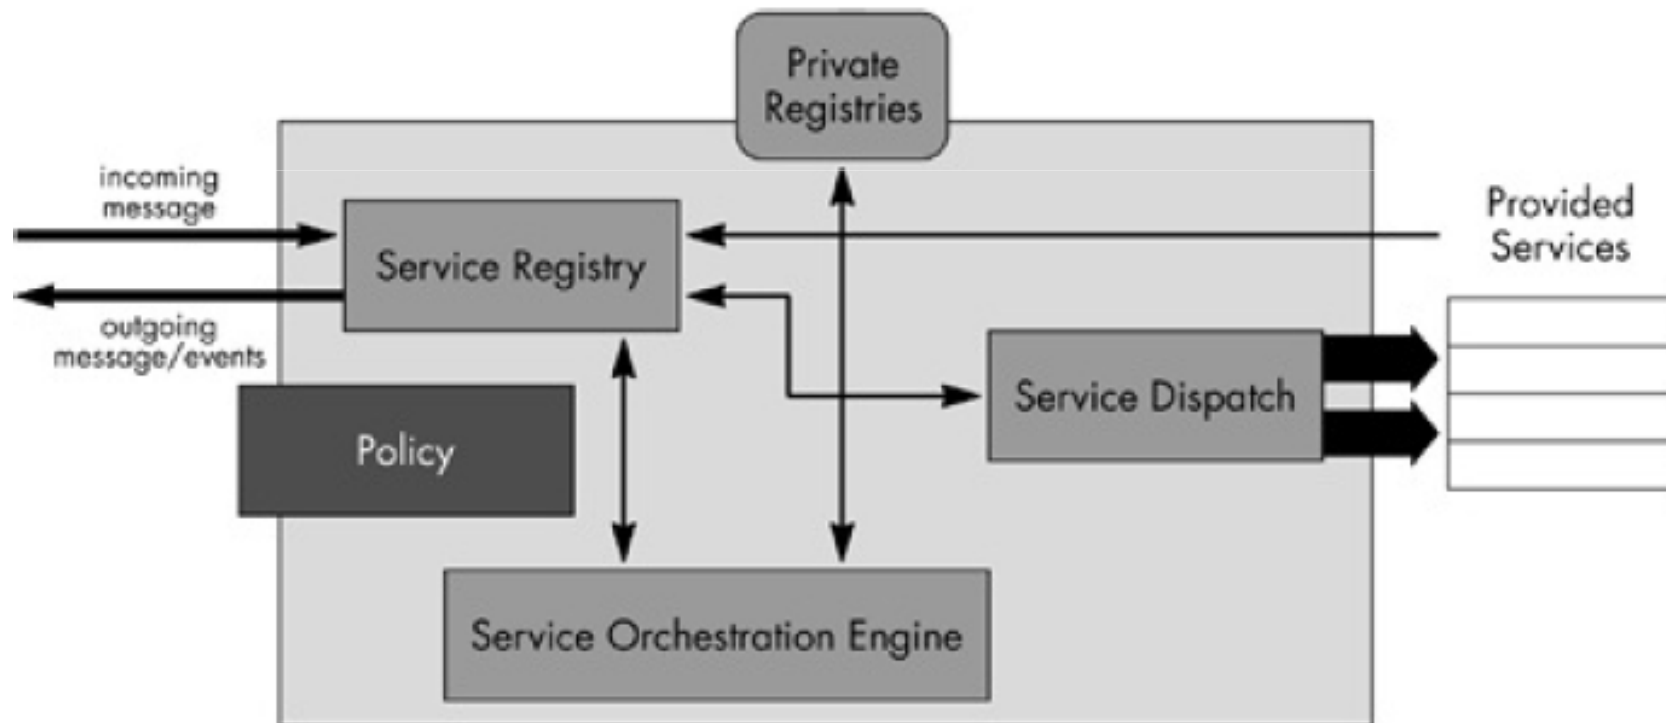 Private
Registries
incoming
message
Service Registry
outgoing
message/events
Provided
Services
Service Dispatch
Policy
Service Orchestration Engine